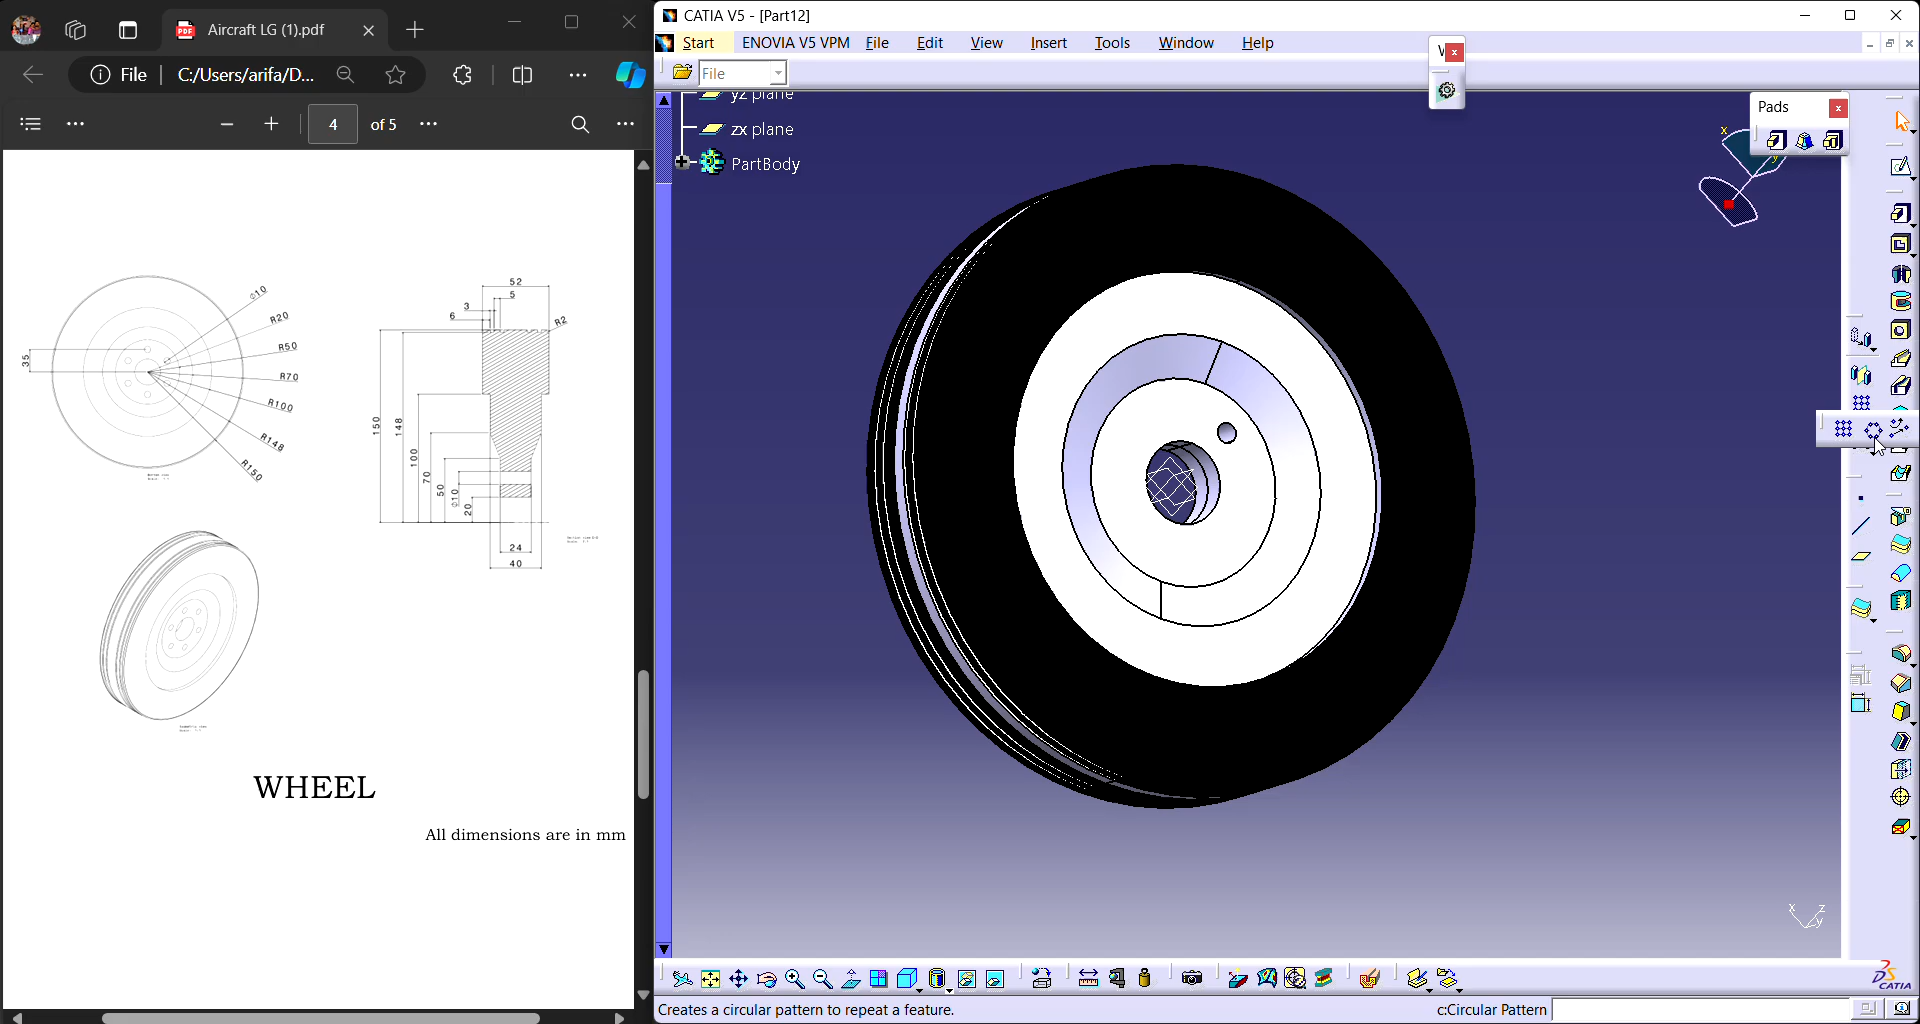 Aircraft LG (1).pdf
File
C:/Users/arifa/D...
4 of 5
CATIA V5 - [Part12]
Start ENOVIA V5 VPM File Edit View Insert Tools Window Help
File
yz plane
zx plane
PartBody
Pads
x
y
Φ10
R20
R50
R70
R100
R148
R150
35
52
5
3
6
R2
150
148
100
70
50
Φ10
20
24
40
WHEEL
All dimensions are in mm
x z
y
CATIA
Creates a circular pattern to repeat a feature.
c:Circular Pattern